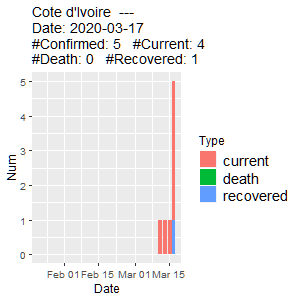 Cote d'Ivoire  ---
Date: 2020-03-17
#Confirmed: 5   #Current: 4
#Death: 0   #Recovered: 1
5
4
3
2
1
0
Num
Feb 01 Feb 15 Mar 01 Mar 15
Date
Type
current
death
recovered